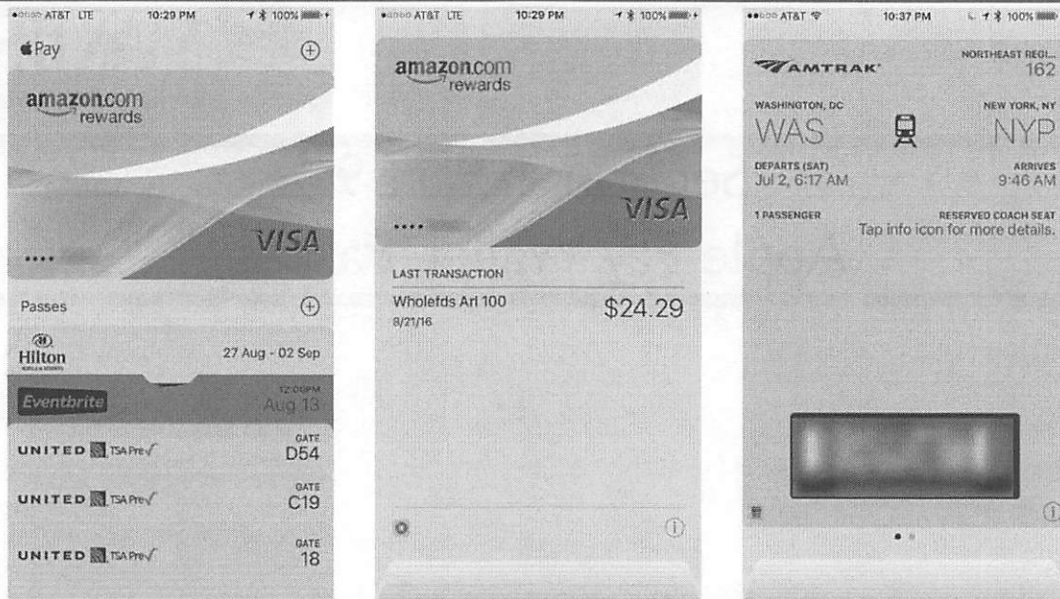 AT&T LTE 10:29 PM 100%
Pay
amazon.com
rewards
VISA
Passes
Hilton
HOTELS & RESORTS
27 Aug - 02 Sep
Eventbrite
12:00PM
Aug 13
UNITED TSA Pre✓
GATE
D54
UNITED TSA Pre✓
GATE
C19
UNITED TSA Pre✓
GATE
18
AT&T LTE 10:29 PM 100%
amazon.com
rewards
VISA
LAST TRANSACTION
Wholefds Arl 100 $24.29
8/21/16
AT&T 10:37 PM 100%
AMTRAK
NORTHEAST REGI...
162
WASHINGTON, DC NEW YORK, NY
WAS NYP
DEPARTS (SAT) ARRIVES
Jul 2, 6:17 AM 9:46 AM
1 PASSENGER RESERVED COACH SEAT
Tap info icon for more details.